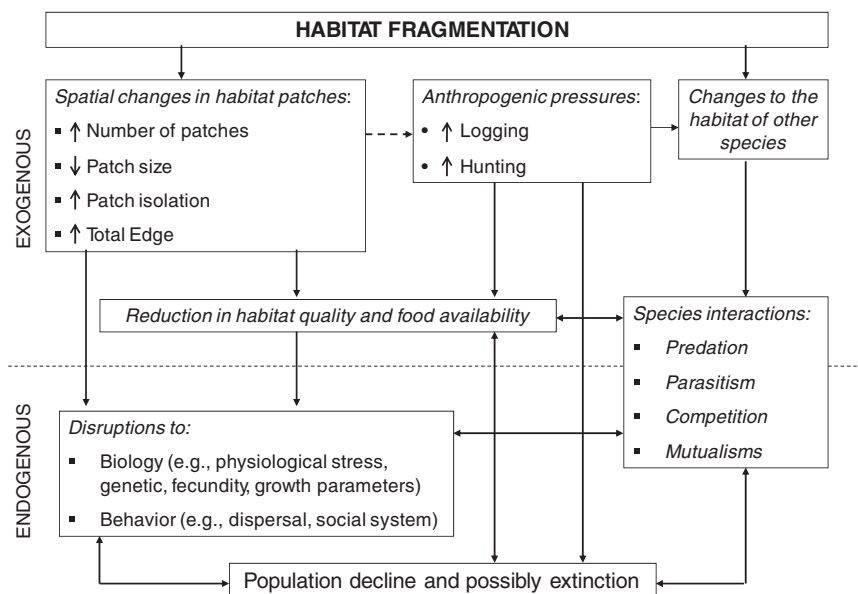 HABITAT FRAGMENTATION
EXOGENOUS
Spatial changes in habitat patches:
▪ ↑ Number of patches
▪ ↓ Patch size
▪ ↑ Patch isolation
▪ ↑ Total Edge
Anthropogenic pressures:
• ↑ Logging
• ↑ Hunting
Changes to the
habitat of other
species
Reduction in habitat quality and food availability
Species interactions:
▪ Predation
▪ Parasitism
▪ Competition
▪ Mutualisms
ENDOGENOUS
Disruptions to:
▪ Biology (e.g., physiological stress,
genetic, fecundity, growth parameters)
▪ Behavior (e.g., dispersal, social system)
Population decline and possibly extinction